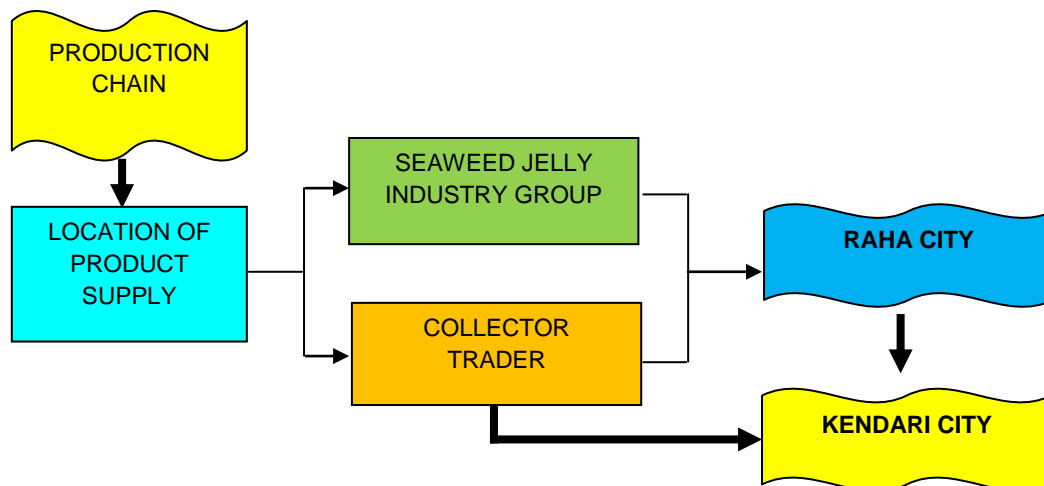 PRODUCTION
CHAIN
LOCATION OF
PRODUCT
SUPPLY
SEAWEED JELLY
INDUSTRY GROUP
COLLECTOR
TRADER
RAHA CITY
KENDARI CITY